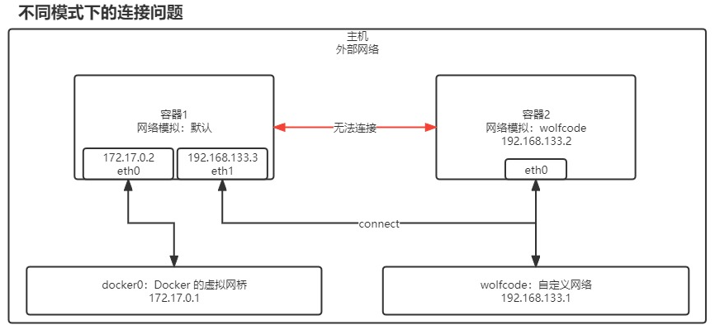 不同模式下的连接问题
主机
外部网络
容器1
网络模拟：默认
172.17.0.2
eth0
192.168.133.3
eth1
无法连接
容器2
网络模拟：wolfcode
192.168.133.2
eth0
connect
docker0：Docker 的虚拟网桥
172.17.0.1
wolfcode：自定义网络
192.168.133.1